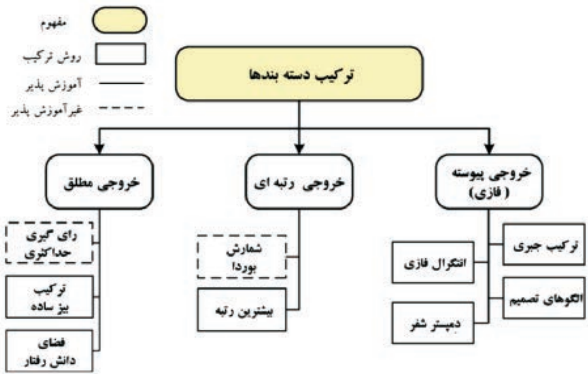 مفهوم
روش ترکیب
آموزش پذیر
غیرآموزش پذیر
ترکیب دسته بندها
خروجی پیوسته
(فازی)
خروجی رتبه ای
خروجی مطلق
ترکیب جبری
الگوهای تصمیم
انتگرال فازی
دمپستر شفر
شمارش
بوردا
بیشترین رتبه
رای گیری
حداکثری
ترکیب
بیز ساده
فضای
دانش رفتار